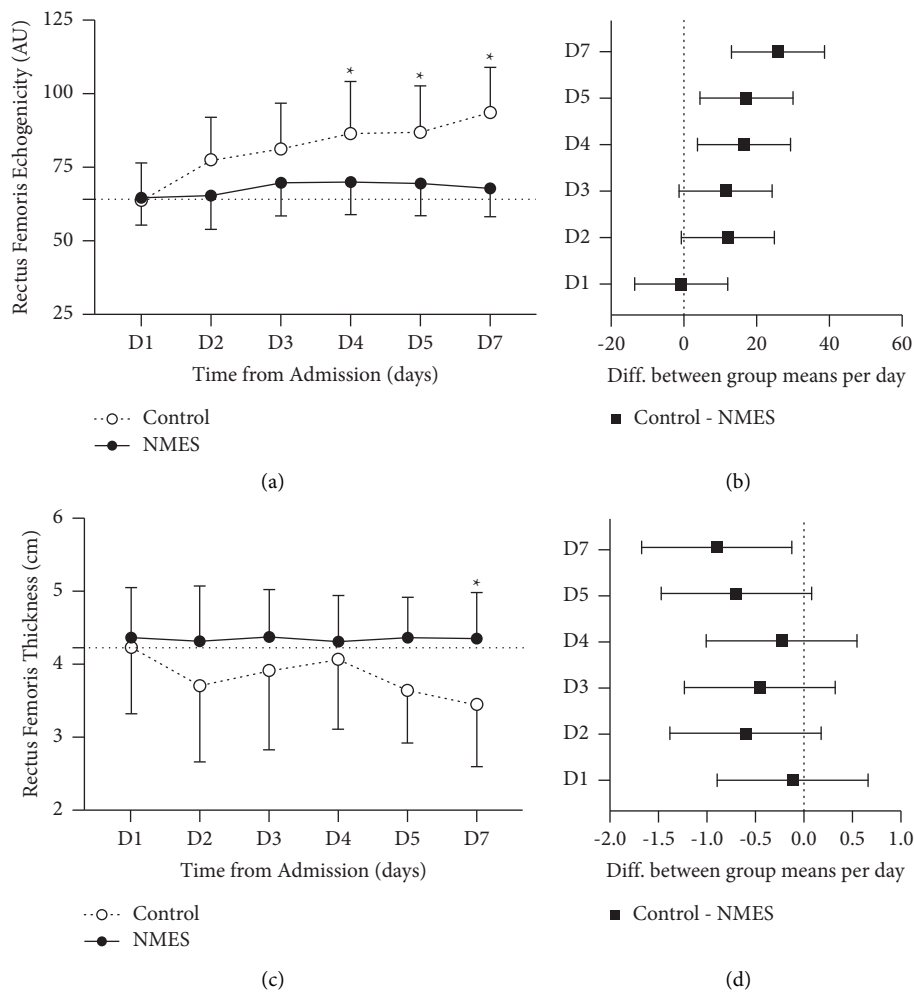 125
100
75
50
25
Rectus Femoris Echogenicity (AU)
* * *
D1 D2 D3 D4 D5 D7
Time from Admission (days)
Control
NMES
(a)
D7
D5
D4
D3
D2
D1
-20 0 20 40 60
Diff. between group means per day
Control - NMES
(b)
6
5
4
3
2
Rectus Femoris Thickness (cm)
*
D1 D2 D3 D4 D5 D7
Time from Admission (days)
Control
NMES
(c)
D7
D5
D4
D3
D2
D1
-2.0 -1.5 -1.0 -0.5 0.0 0.5 1.0
Diff. between group means per day
Control - NMES
(d)